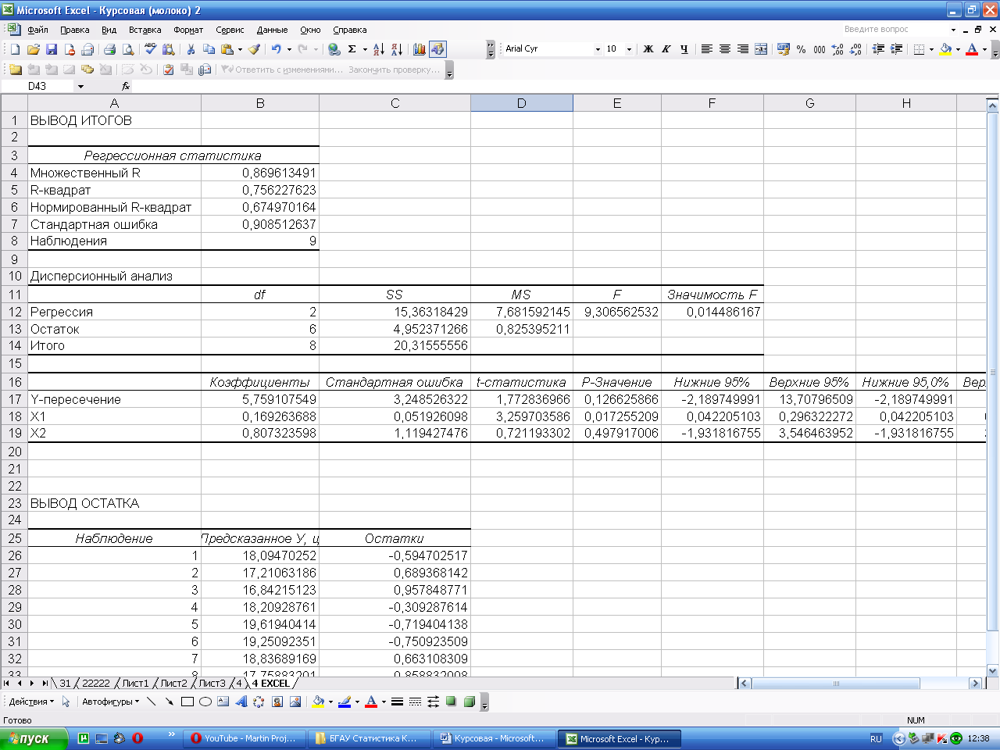 Microsoft Excel - Курсовая (молоко) 2
Файл Правка Вид Вставка Формат Сервис Данные Окно Справка Введите вопрос
Arial Cyr 10 Ж К Ч % 000
Ответить с изменениями... Закончить проверку...
D43 fx
A B C D E F G H
1 ВЫВОД ИТОГОВ
2
3 Регрессионная статистика
4 Множественный R 0,869613491
5 R-квадрат 0,756227623
6 Нормированный R-квадрат 0,674970164
7 Стандартная ошибка 0,908512637
8 Наблюдения 9
9
10 Дисперсионный анализ
11 df SS MS F Значимость F
12 Регрессия 2 15,36318429 7,681592145 9,306562532 0,014486167
13 Остаток 6 4,952371266 0,825395211
14 Итого 8 20,31555556
15
16 Коэффициенты Стандартная ошибка t-статистика P-Значение Нижние 95% Верхние 95% Нижние 95,0% Вер
17 Y-пересечение 5,759107549 3,248526322 1,772836966 0,126625866 -2,189749991 13,70796509 -2,189749991
18 X1 0,169263688 0,051926098 3,259703586 0,017255209 0,042205103 0,296322272 0,042205103
19 X2 0,807323598 1,119427476 0,721193302 0,497917006 -1,931816755 3,546463952 -1,931816755
20
21
22
23 ВЫВОД ОСТАТКА
24
25 Наблюдение Предсказанное У, ц Остатки
26 1 18,09470252 -0,594702517
27 2 17,21063186 0,689368142
28 3 16,84215123 0,957848771
29 4 18,20928761 -0,309287614
30 5 19,61940414 -0,719404138
31 6 19,25092351 -0,750923509
32 7 18,83689169 0,663108309
33 8 17,75883201 0,858832008
31 22222 Лист1 Лист2 Лист3 4 4 EXCEL
Действия Автофигуры
Готово NUM
пуск YouTube - Martin Proj... БГАУ Статистика К... Курсовая - Microsoft... Microsoft Excel - Кур... RU 12:38